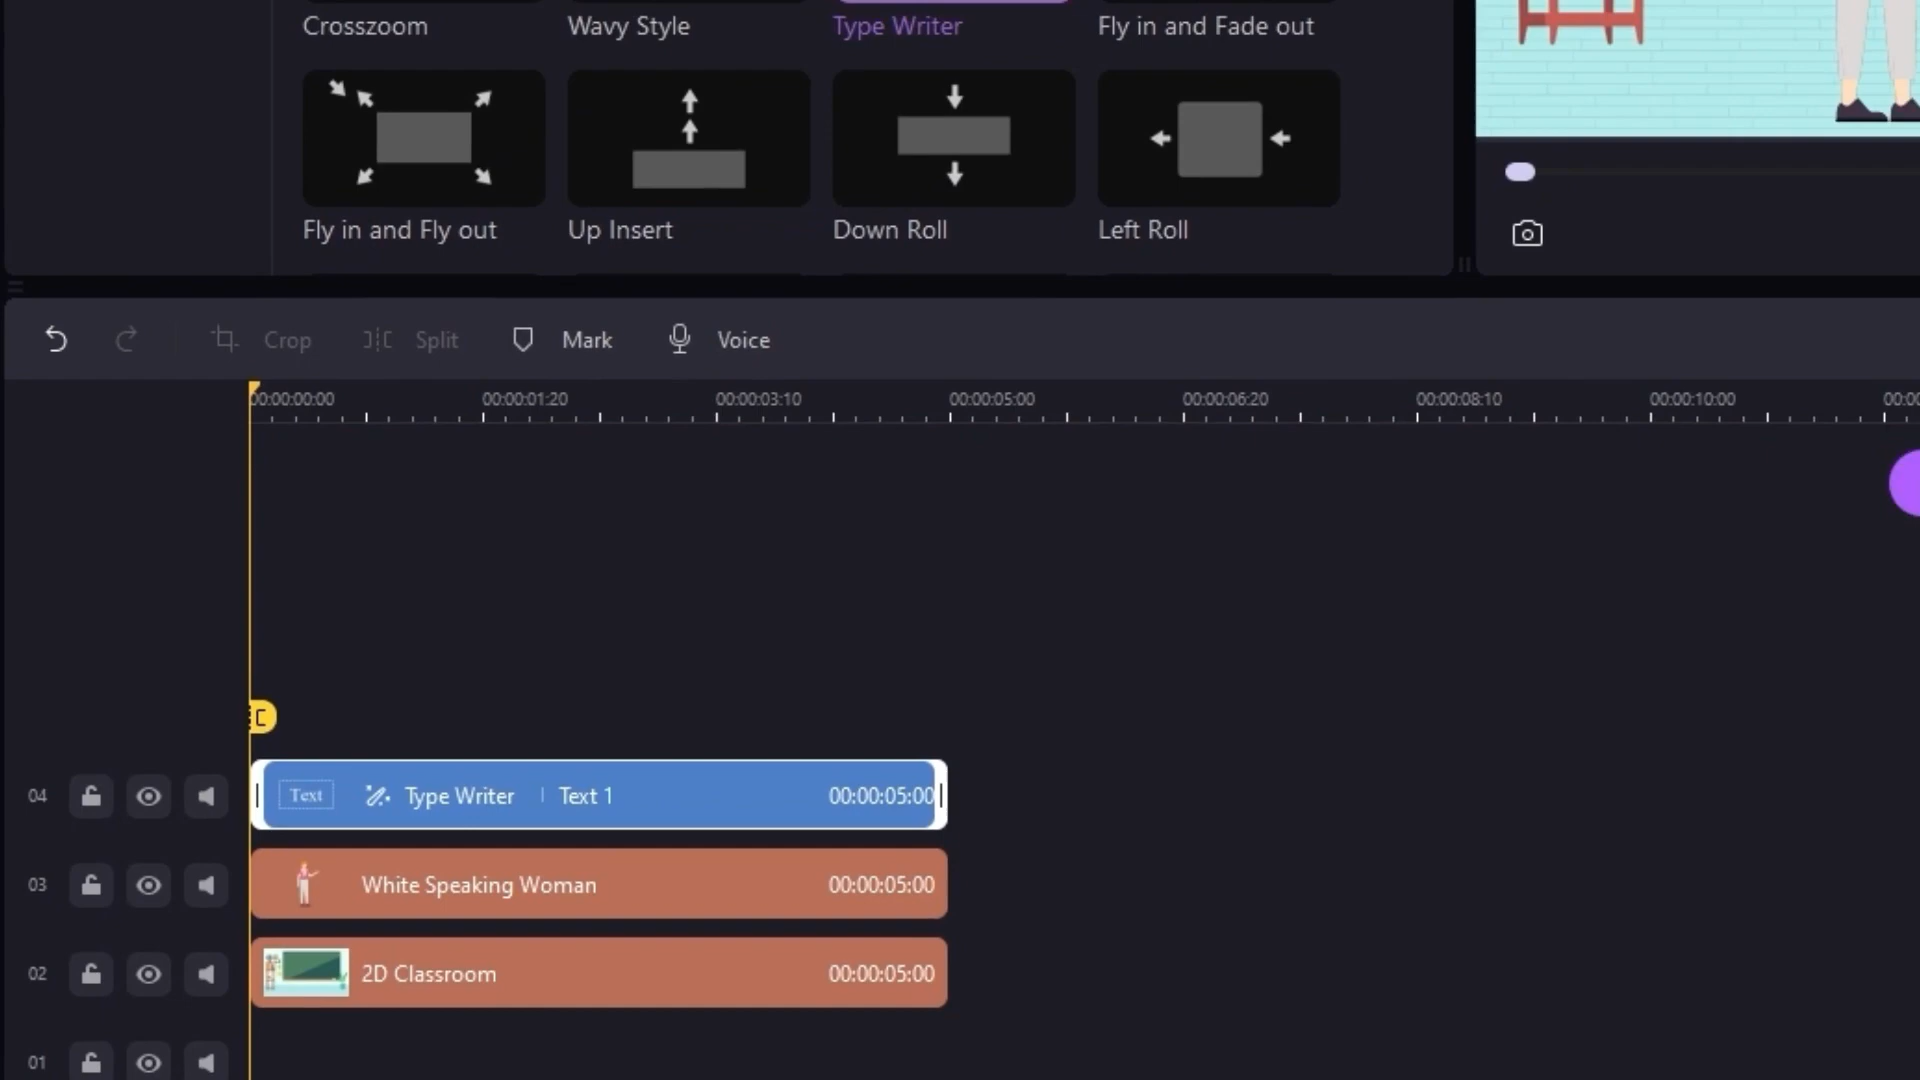 Crosszoom
Wavy Style
Type Writer
Fly in and Fade out
Fly in and Fly out
Up Insert
Down Roll
Left Roll
Crop
Split
Mark
Voice
00:00:00:00
00:00:01:20
00:00:03:10
00:00:05:00
00:00:06:20
00:00:08:10
00:00:10:00
04
Text
Type Writer
Text 1
00:00:05:00
03
White Speaking Woman
00:00:05:00
02
2D Classroom
00:00:05:00
01